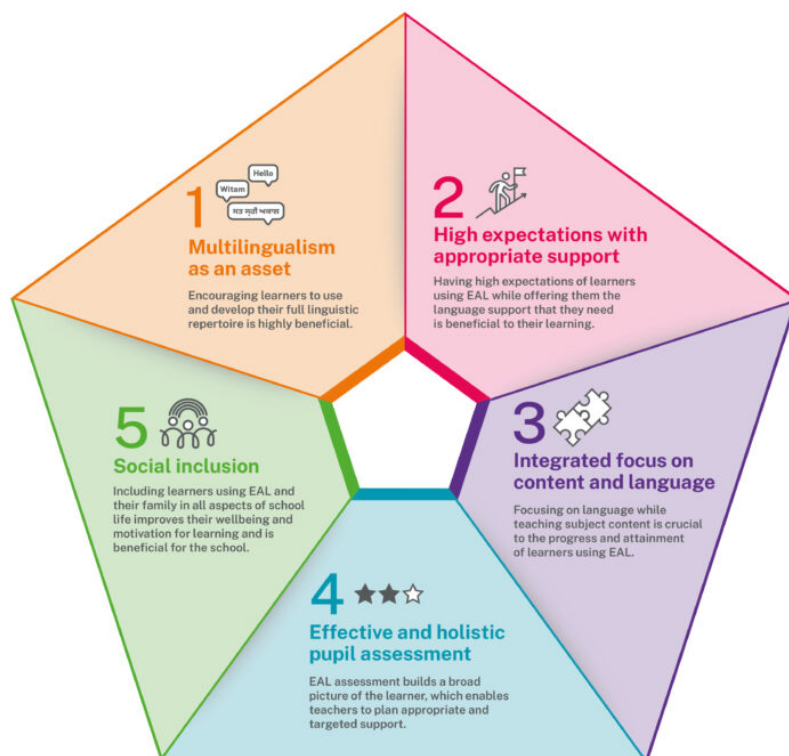 1
Hello
Witam
ਸਤ ਸ੍ਰੀ ਅਕਾਲ
Multilingualism
as an asset
Encouraging learners to use
and develop their full linguistic
repertoire is highly beneficial.
2
High expectations with
appropriate support
Having high expectations of learners
using EAL while offering them the
language support that they need
is beneficial to their learning.
3
Integrated focus on
content and language
Focusing on language while
teaching subject content is crucial
to the progress and attainment
of learners using EAL.
4
Effective and holistic
pupil assessment
EAL assessment builds a broad
picture of the learner, which enables
teachers to plan appropriate and
targeted support.
5
Social inclusion
Including learners using EAL and
their family in all aspects of school
life improves their wellbeing and
motivation for learning and is
beneficial for the school.